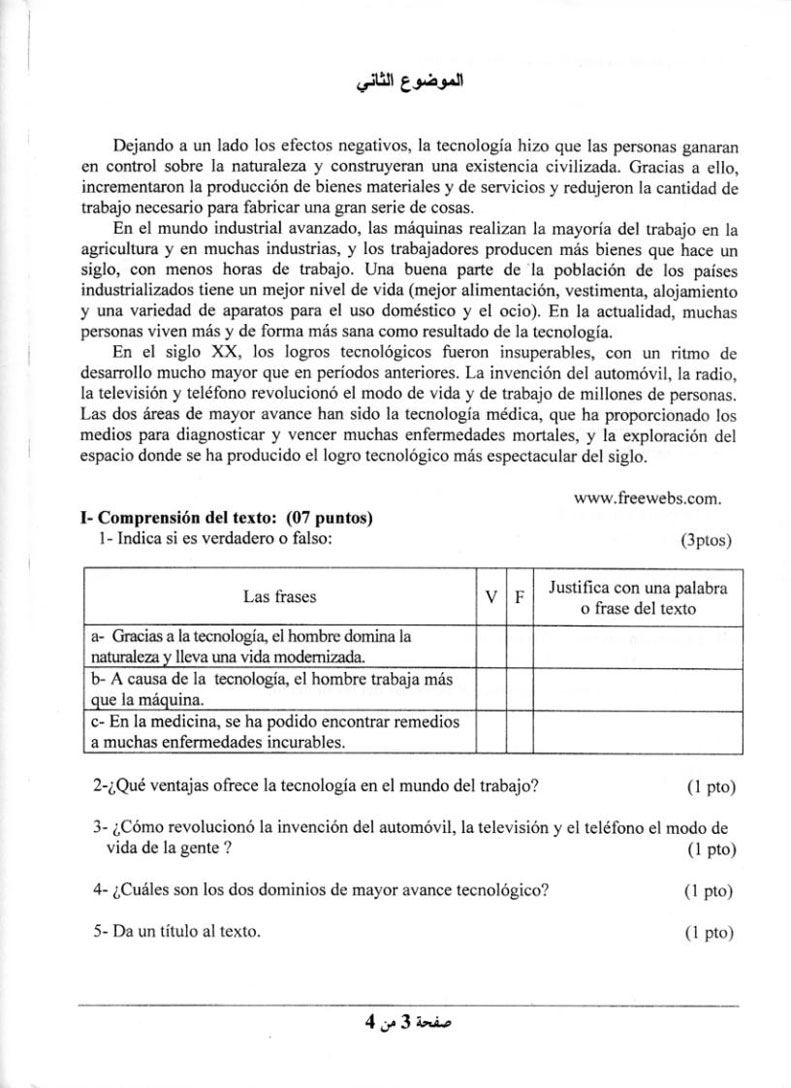 الموضوع الثاني
Dejando a un lado los efectos negativos, la tecnología hizo que las personas ganaran
en control sobre la naturaleza y construyeran una existencia civilizada. Gracias a ello,
incrementaron la producción de bienes materiales y de servicios y redujeron la cantidad de
trabajo necesario para fabricar una gran serie de cosas.
En el mundo industrial avanzado, las máquinas realizan la mayoría del trabajo en la
agricultura y en muchas industrias, y los trabajadores producen más bienes que hace un
siglo, con menos horas de trabajo. Una buena parte de la población de los países
industrializados tiene un mejor nivel de vida (mejor alimentación, vestimenta, alojamiento
y una variedad de aparatos para el uso doméstico y el ocio). En la actualidad, muchas
personas viven más y de forma más sana como resultado de la tecnología.
En el siglo XX, los logros tecnológicos fueron insuperables, con un ritmo de
desarrollo mucho mayor que en períodos anteriores. La invención del automóvil, la radio,
la televisión y teléfono revolucionó el modo de vida y de trabajo de millones de personas.
Las dos áreas de mayor avance han sido la tecnología médica, que ha proporcionado los
medios para diagnosticar y vencer muchas enfermedades mortales, y la exploración del
espacio donde se ha producido el logro tecnológico más espectacular del siglo.
www.freewebs.com.
I- Comprensión del texto: (07 puntos)
1- Indica si es verdadero o falso: (3ptos)
Las frases V F Justifica con una palabra
o frase del texto
a- Gracias a la tecnología, el hombre domina la
naturaleza y lleva una vida modernizada.
b- A causa de la tecnología, el hombre trabaja más
que la máquina.
c- En la medicina, se ha podido encontrar remedios
a muchas enfermedades incurables.
2-¿Qué ventajas ofrece la tecnología en el mundo del trabajo? (1 pto)
3- ¿Cómo revolucionó la invención del automóvil, la televisión y el teléfono el modo de
vida de la gente ? (1 pto)
4- ¿Cuáles son los dos dominios de mayor avance tecnológico? (1 pto)
5- Da un título al texto. (1 pto)
صفحة 3 من 4